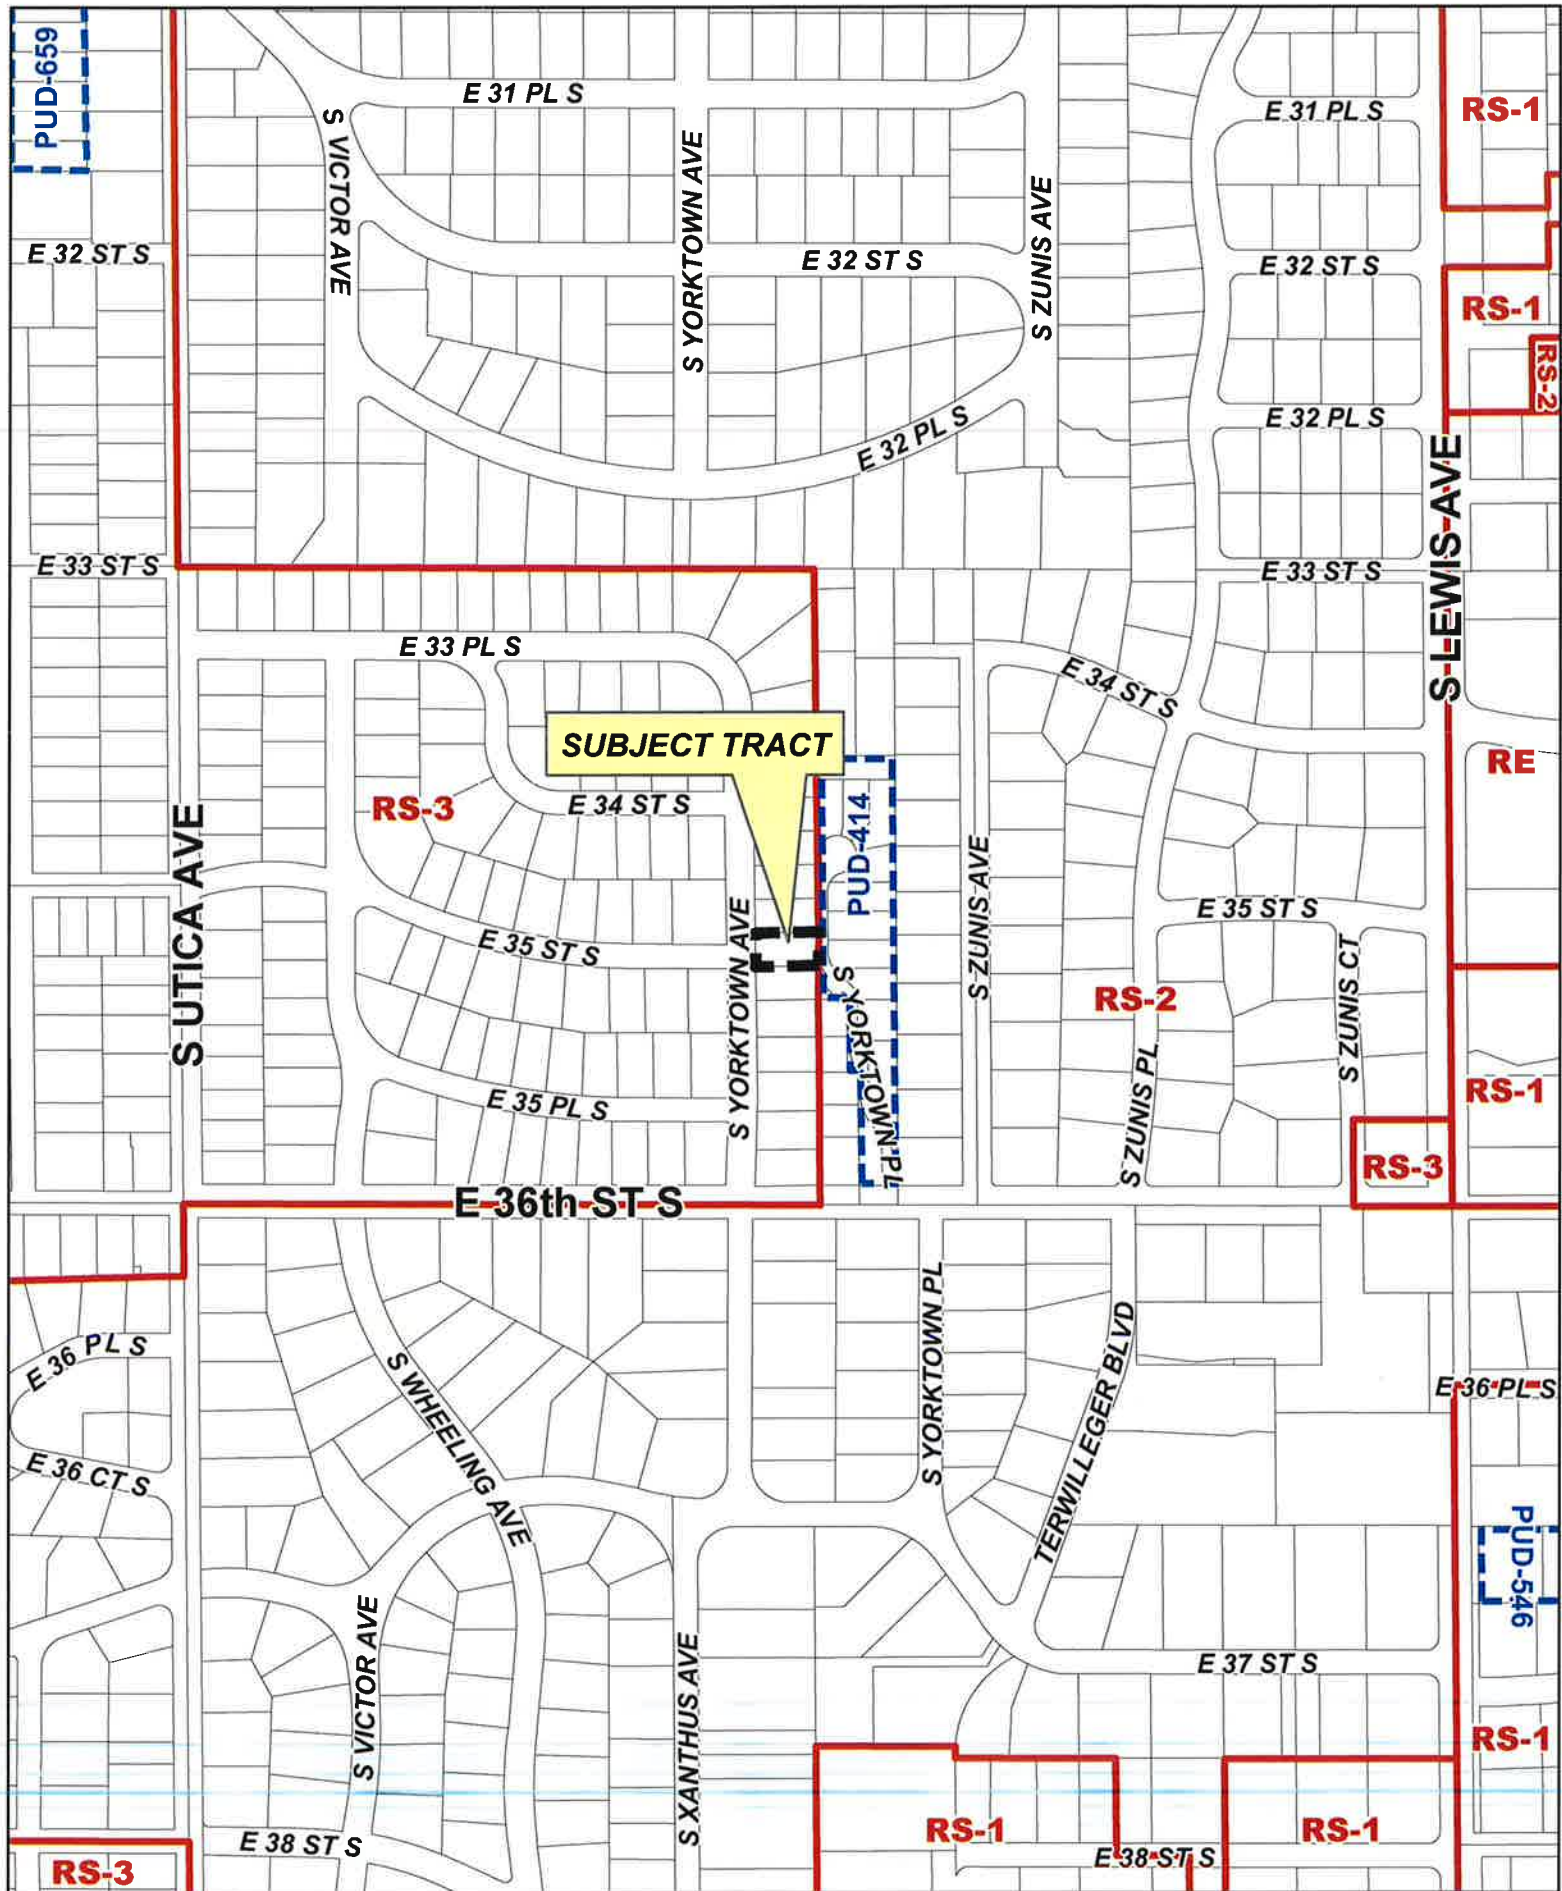 PUD-659
E 31 PL S
E 31 PL S
RS-1
S VICTOR AVE
S YORKTOWN AVE
S ZUNIS AVE
E 32 ST S
E 32 ST S
E 32 ST S
RS-1
RS-2
E 32 PL S
E 32 PL S
S LEWIS AVE
E 33 ST S
E 33 ST S
E 33 PL S
E 34 ST S
SUBJECT TRACT
RE
RS-3
E 34 ST S
PUD-414
S UTICA AVE
S YORKTOWN AVE
S ZUNIS AVE
E 35 ST S
E 35 ST S
S ZUNIS CT
S YORKTOWN PL
RS-2
S ZUNIS PL
RS-1
E 35 PL S
RS-3
E 36th ST S
S YORKTOWN PL
TERWILLEGER BLVD
E 36 PL S
S WHEELING AVE
E 36 PL S
E 36 CT S
PUD-546
S VICTOR AVE
S XANTHUS AVE
E 37 ST S
RS-1
RS-1
RS-1
E 38 ST S
E 38 ST S
RS-3